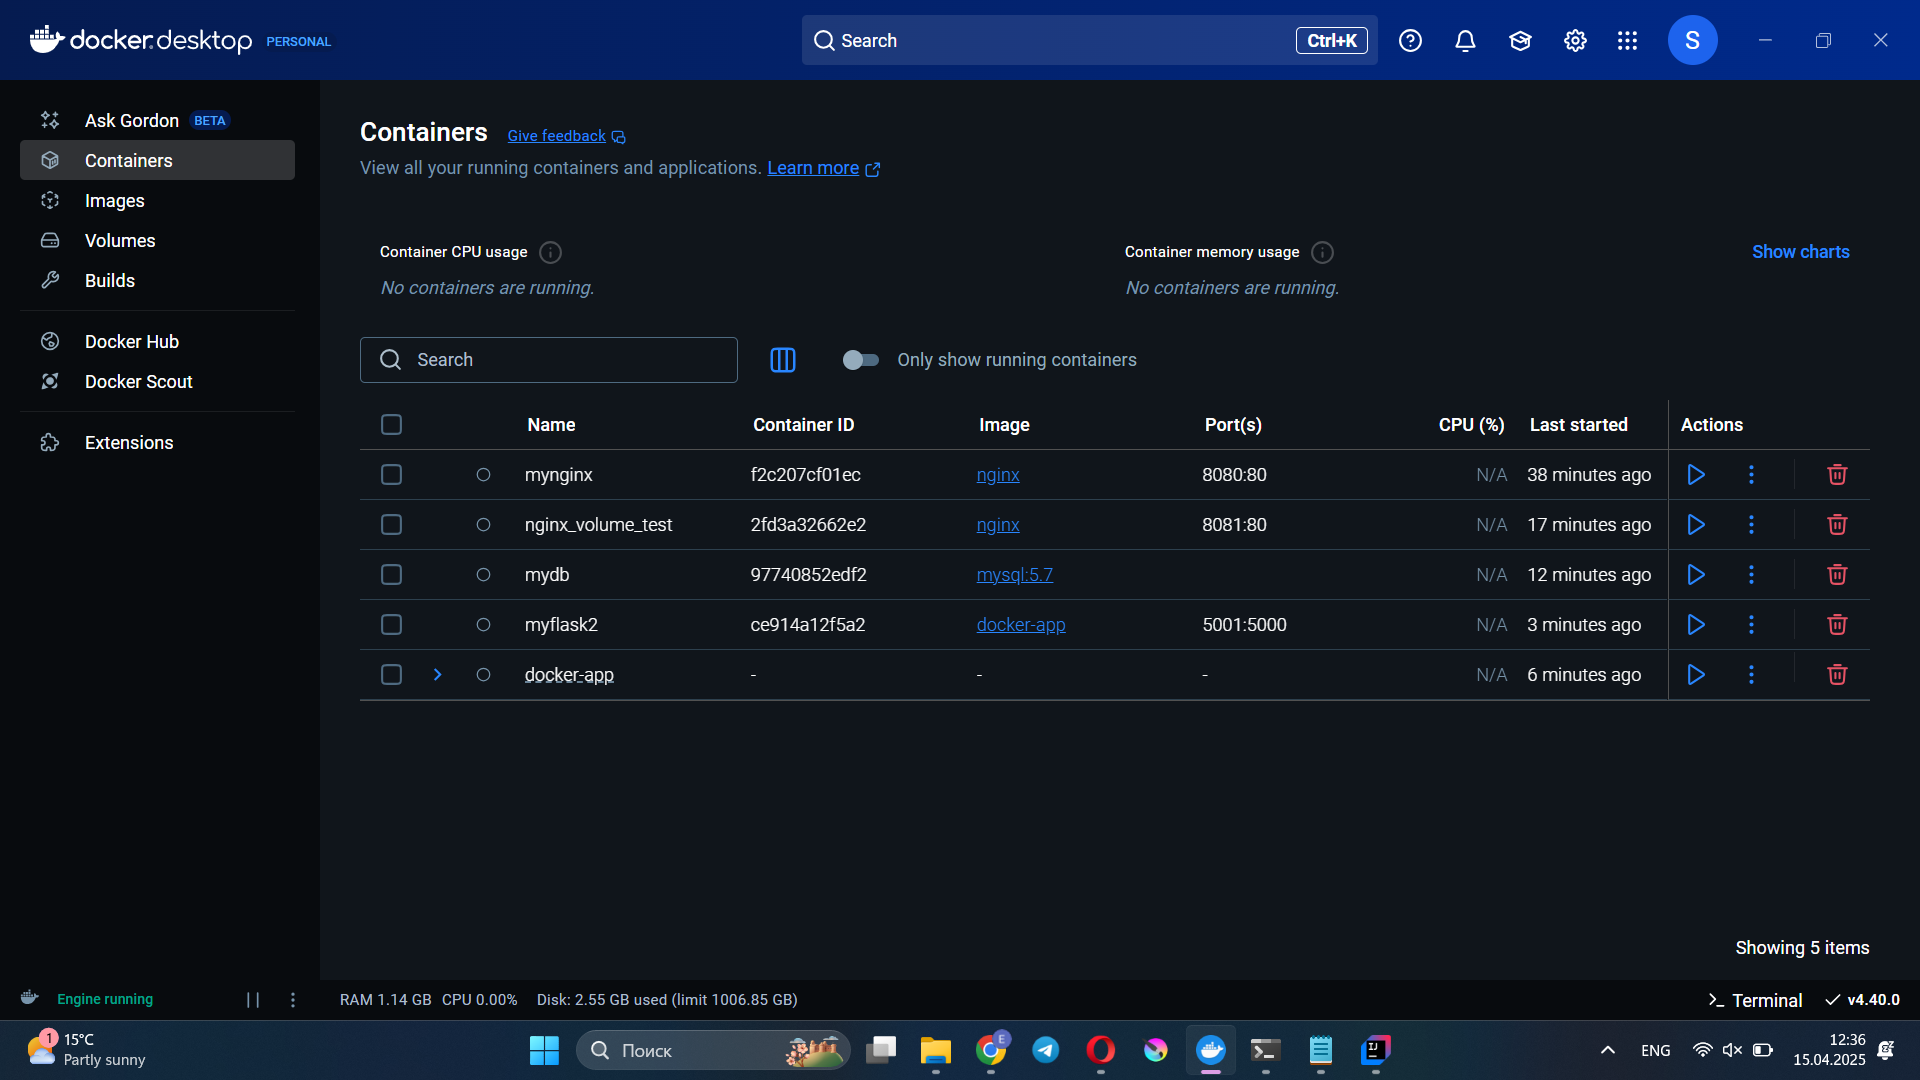 docker.desktop PERSONAL
Search Ctrl+K
S
Ask Gordon BETA
Containers
Images
Volumes
Builds
Docker Hub
Docker Scout
Extensions
Containers Give feedback
View all your running containers and applications. Learn more
Container CPU usage
No containers are running.
Container memory usage
No containers are running.
Show charts
Search
Only show running containers
Name Container ID Image Port(s) CPU (%) Last started Actions
mynginx f2c207cf01ec nginx 8080:80 N/A 38 minutes ago
nginx_volume_test 2fd3a32662e2 nginx 8081:80 N/A 17 minutes ago
mydb 97740852edf2 mysql:5.7 N/A 12 minutes ago
myflask2 ce914a12f5a2 docker-app 5001:5000 N/A 3 minutes ago
docker-app - - - N/A 6 minutes ago
Showing 5 items
Engine running RAM 1.14 GB CPU 0.00% Disk: 2.55 GB used (limit 1006.85 GB) Terminal v4.40.0
1
15°C
Partly sunny
Поиск
E
IJ
ENG
12:36
15.04.2025